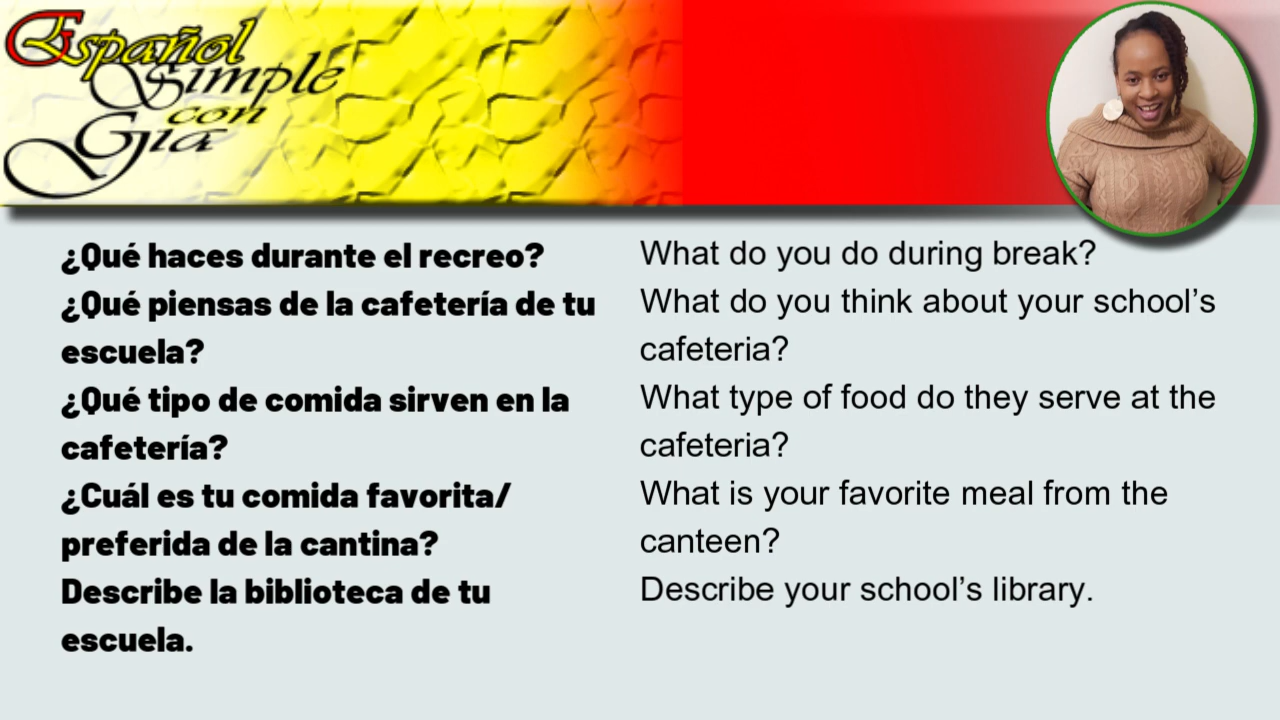 Español
Simple
con
Gia
¿Qué haces durante el recreo?
¿Qué piensas de la cafetería de tu
escuela?
¿Qué tipo de comida sirven en la
cafetería?
¿Cuál es tu comida favorita/
preferida de la cantina?
Describe la biblioteca de tu
escuela.
What do you do during break?
What do you think about your school’s
cafeteria?
What type of food do they serve at the
cafeteria?
What is your favorite meal from the
canteen?
Describe your school’s library.